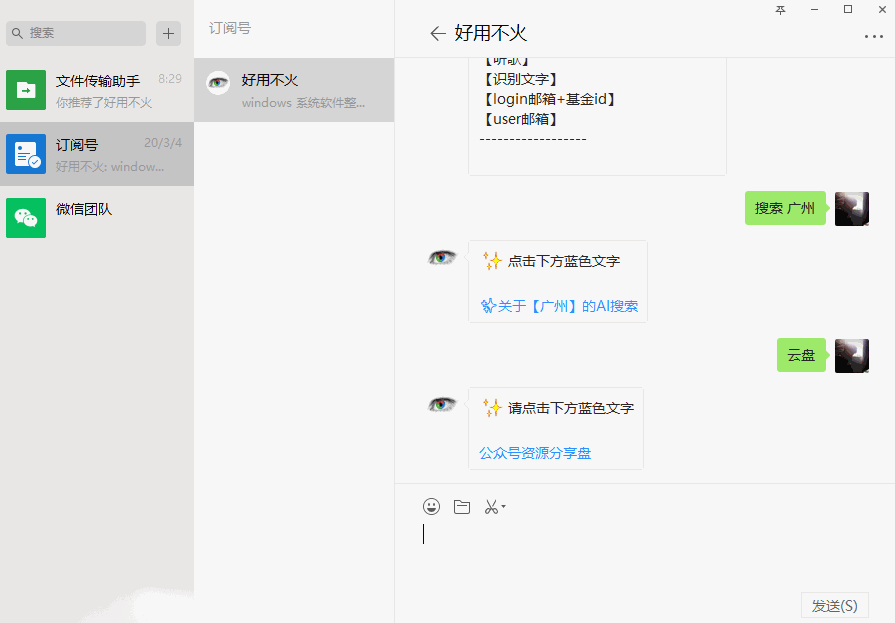 搜索
文件传输助手
8:29
你推荐了好用不火
订阅号
20/3/4
好用不火: window...
微信团队
订阅号
好用不火
windows 系统软件整...
好用不火
【听歌】
【识别文字】
【login邮箱+基金id】
【user邮箱】
------------------
搜索 广州
点击下方蓝色文字
关于【广州】的AI搜索
云盘
请点击下方蓝色文字
公众号资源分享盘
发送(S)